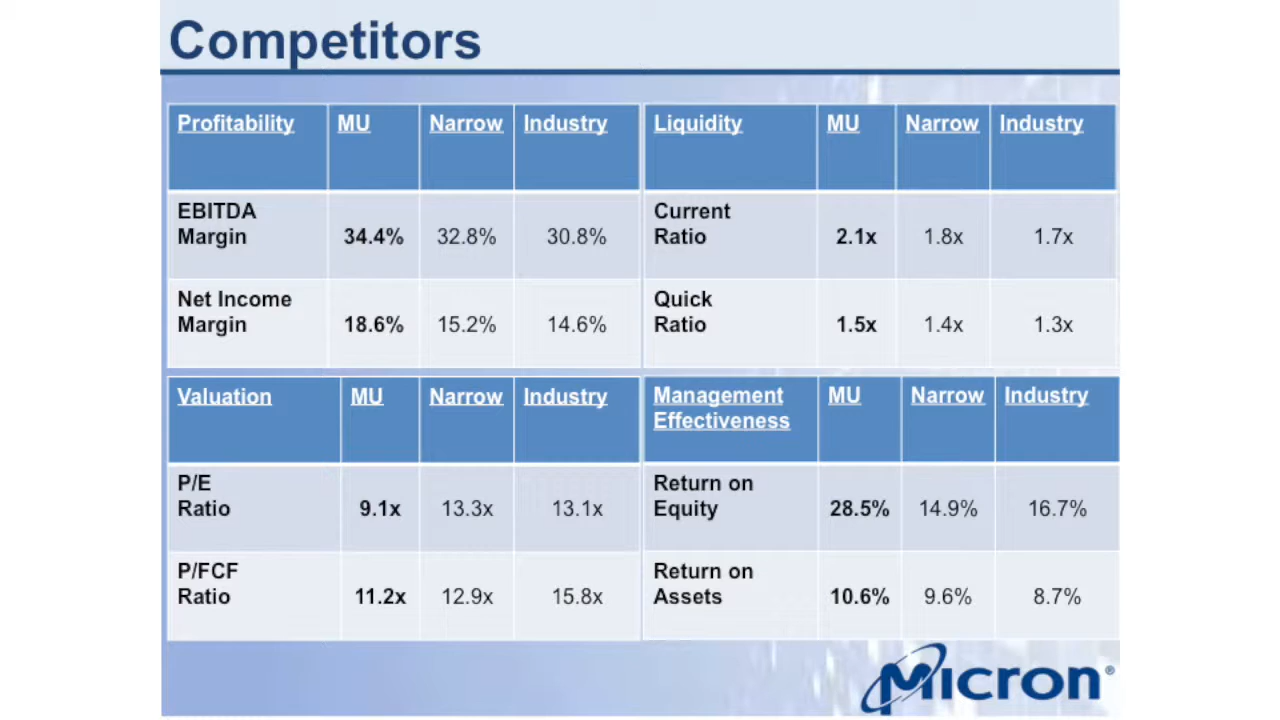 Competitors
Profitability MU Narrow Industry
EBITDA
Margin 34.4% 32.8% 30.8%
Net Income
Margin 18.6% 15.2% 14.6%
Liquidity MU Narrow Industry
Current
Ratio 2.1x 1.8x 1.7x
Quick
Ratio 1.5x 1.4x 1.3x
Valuation MU Narrow Industry
P/E
Ratio 9.1x 13.3x 13.1x
P/FCF
Ratio 11.2x 12.9x 15.8x
Management MU Narrow Industry
Effectiveness
Return on
Equity 28.5% 14.9% 16.7%
Return on
Assets 10.6% 9.6% 8.7%
Micron®